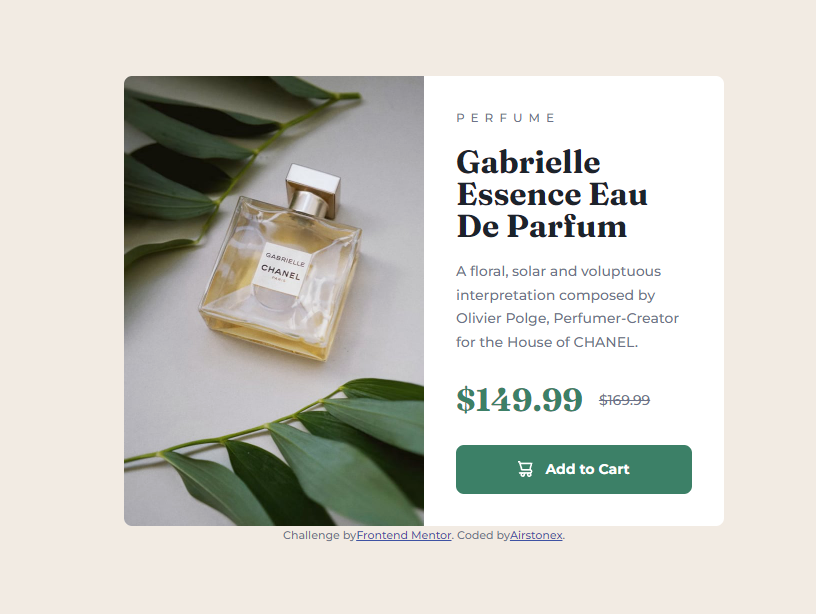 GABRIELLE
CHANEL
PARIS
PERFUME
Gabrielle
Essence Eau
De Parfum
A floral, solar and voluptuous
interpretation composed by
Olivier Polge, Perfumer-Creator
for the House of CHANEL.
$149.99 $169.99
Add to Cart
Challenge byFrontend Mentor. Coded byAirstonex.